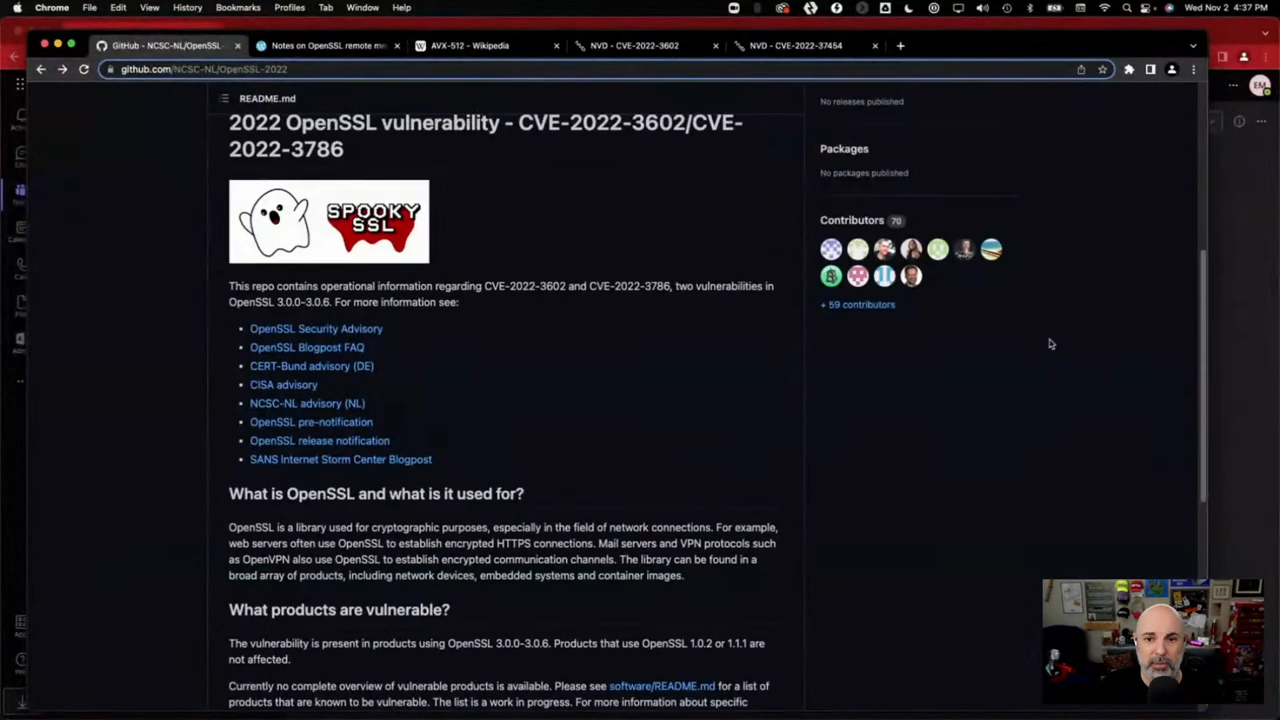 Chrome File Edit View History Bookmarks Profiles Tab Window Help Wed Nov 2 4:37 PM
GitHub - NCSC-NL/OpenSSL- Notes on OpenSSL remote me AVX-512 - Wikipedia NVD - CVE-2022-3602 NVD - CVE-2022-37454
github.com/NCSC-NL/OpenSSL-2022
EM
README.md
No releases published
2022 OpenSSL vulnerability - CVE-2022-3602/CVE-
2022-3786
Packages
No packages published
SPOOKY
SSL
Contributors 70
+ 59 contributors
This repo contains operational information regarding CVE-2022-3602 and CVE-2022-3786, two vulnerabilities in
OpenSSL 3.0.0-3.0.6. For more information see:
• OpenSSL Security Advisory
• OpenSSL Blogpost FAQ
• CERT-Bund advisory (DE)
• CISA advisory
• NCSC-NL advisory (NL)
• OpenSSL pre-notification
• OpenSSL release notification
• SANS Internet Storm Center Blogpost
What is OpenSSL and what is it used for?
OpenSSL is a library used for cryptographic purposes, especially in the field of network connections. For example,
web servers often use OpenSSL to establish encrypted HTTPS connections. Mail servers and VPN protocols such
as OpenVPN also use OpenSSL to establish encrypted communication channels. The library can be found in a
broad array of products, including network devices, embedded systems and container images.
What products are vulnerable?
The vulnerability is present in products using OpenSSL 3.0.0-3.0.6. Products that use OpenSSL 1.0.2 or 1.1.1 are
not affected.
Currently no complete overview of vulnerable products is available. Please see software/README.md for a list of
products that are known to be vulnerable. The list is a work in progress. For more information about specific